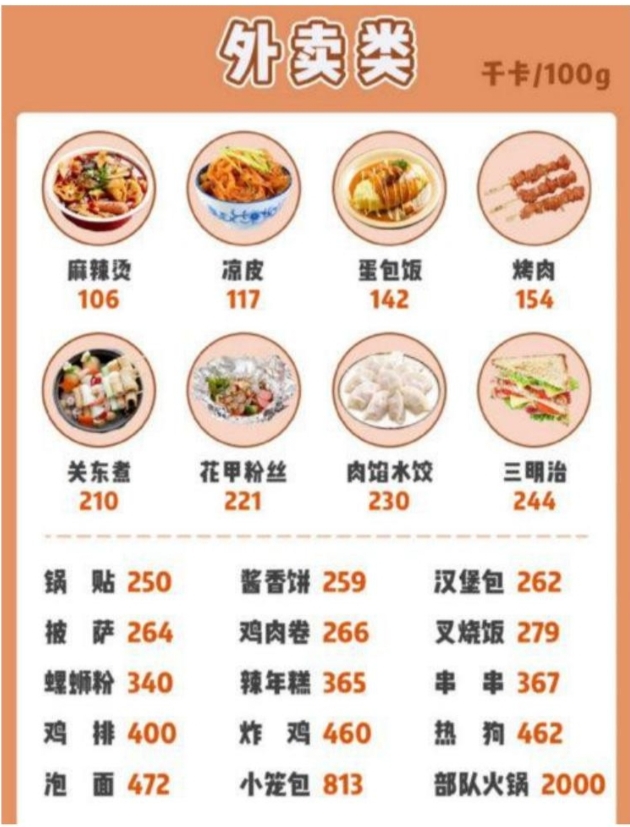 外卖类
千卡/100g
麻辣烫 凉皮 蛋包饭 烤肉
106 117 142 154
关东煮 花甲粉丝 肉馅水饺 三明治
210 221 230 244
锅贴 250 酱香饼 259 汉堡包 262
披萨 264 鸡肉卷 266 叉烧饭 279
螺蛳粉 340 辣年糕 365 串串 367
鸡排 400 炸鸡 460 热狗 462
泡面 472 小笼包 813 部队火锅 2000